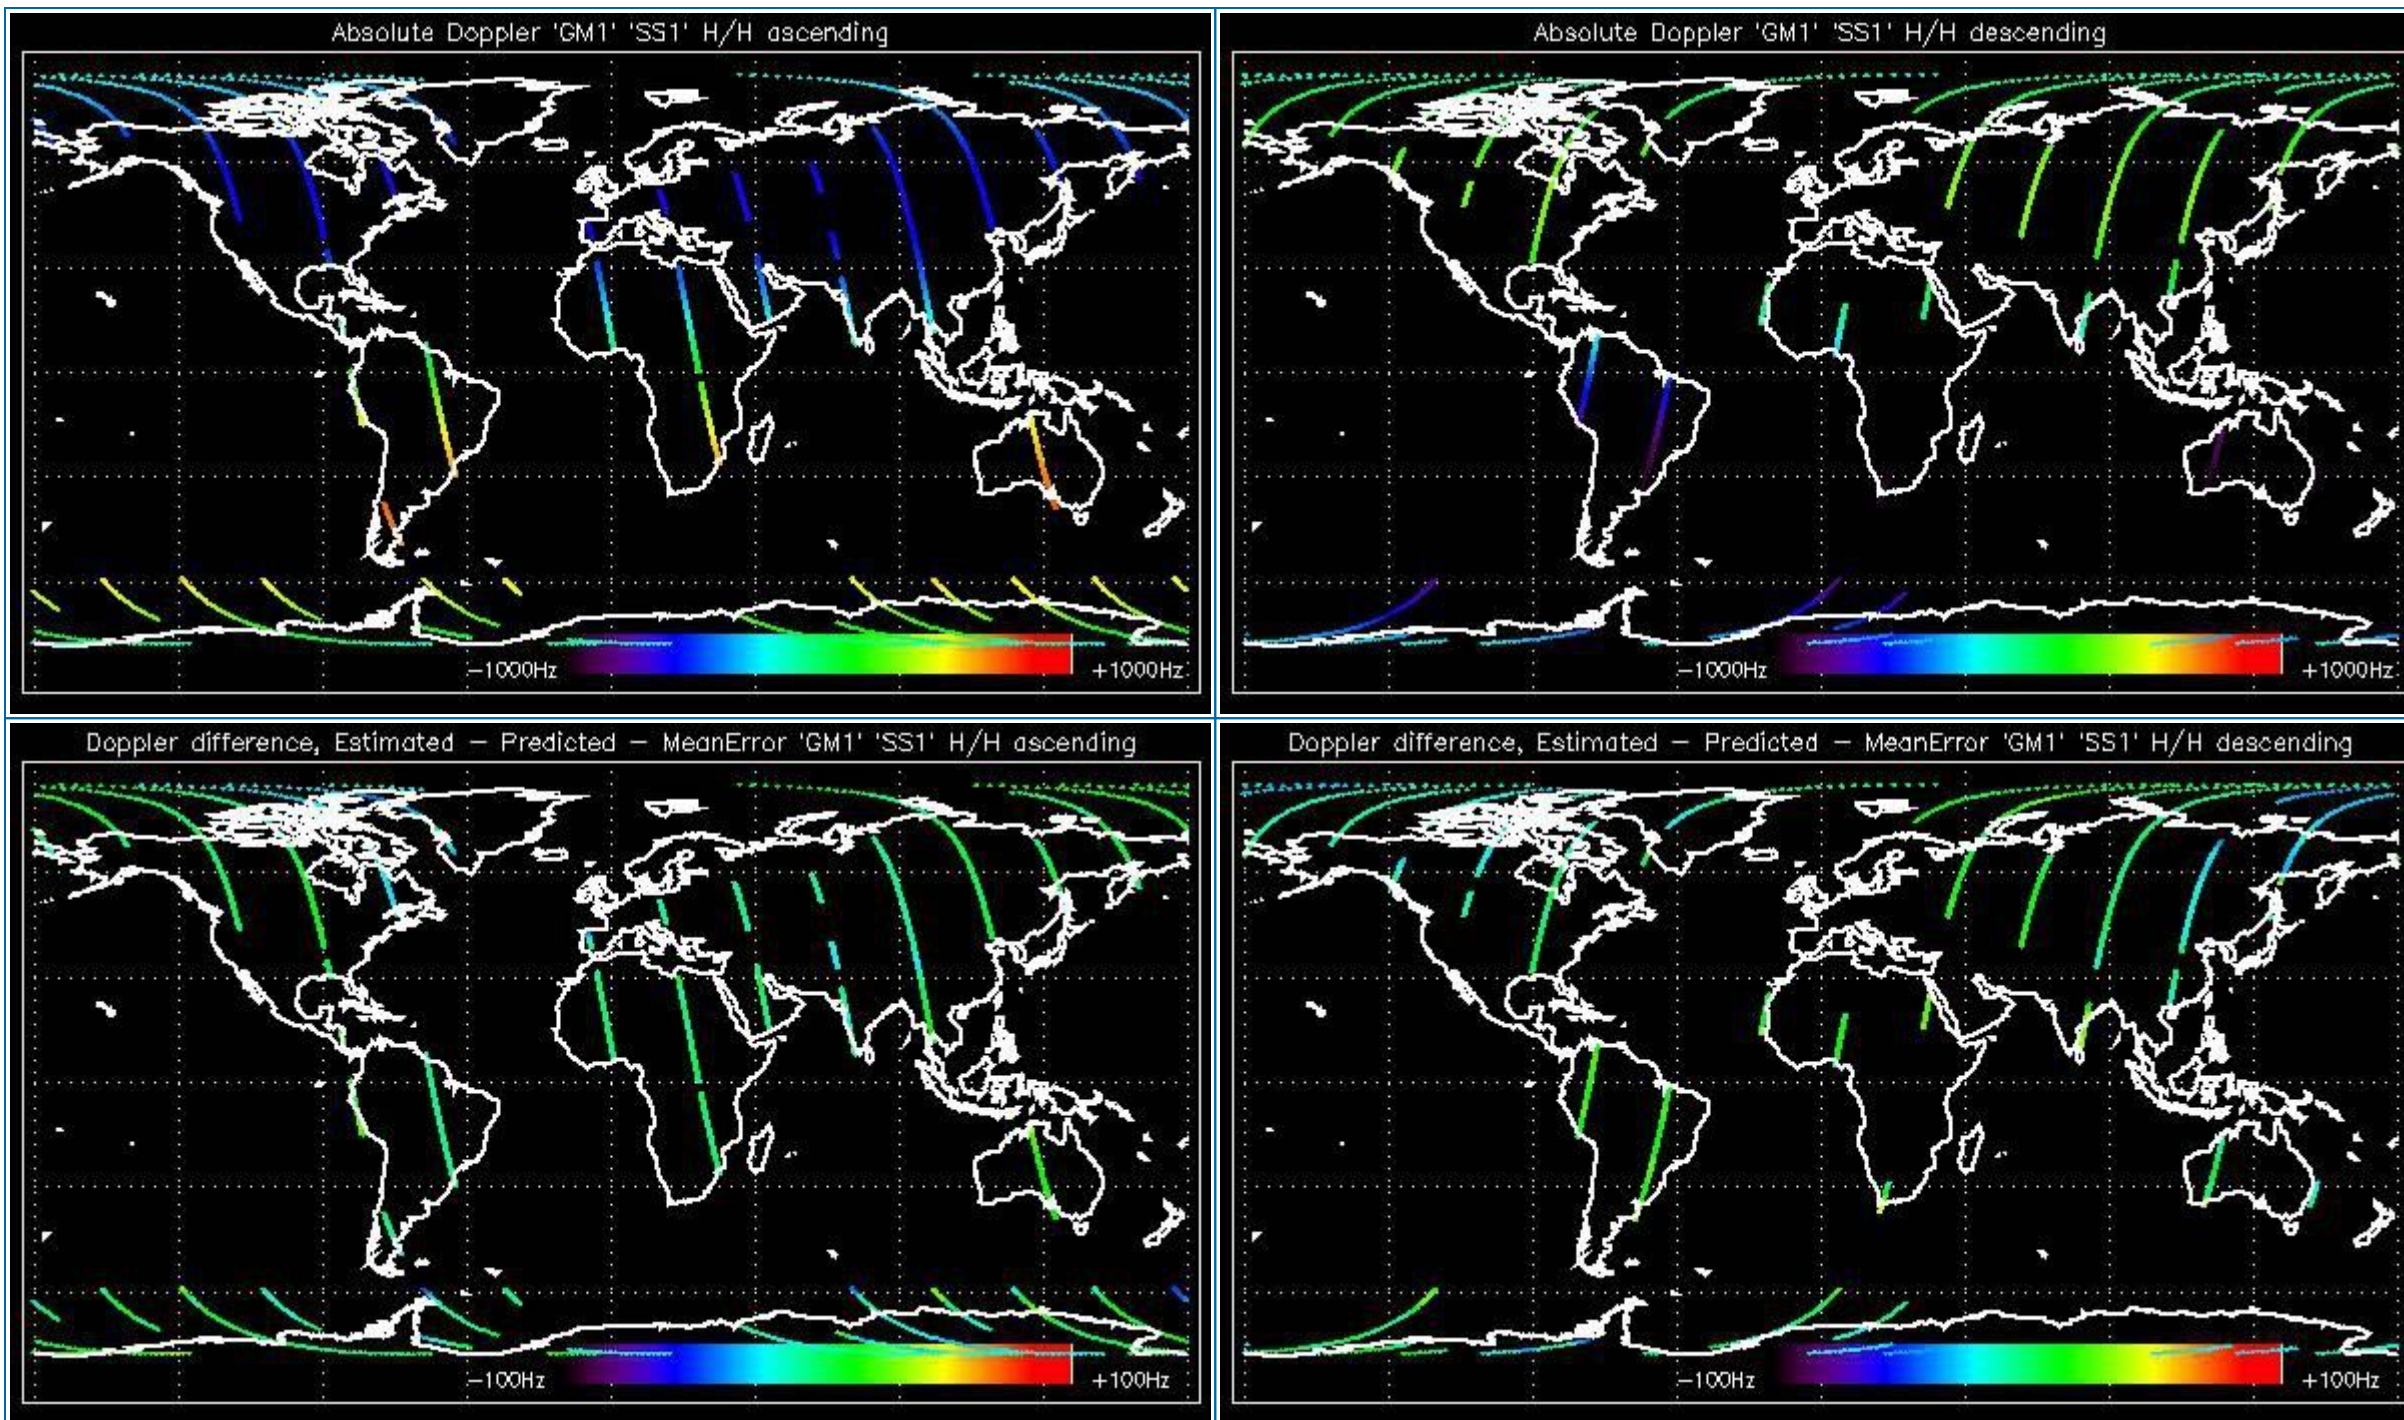 Absolute Doppler 'GM1' 'SS1' H/H ascending
−1000Hz
+1000Hz
Absolute Doppler 'GM1' 'SS1' H/H descending
−1000Hz
+1000Hz
Doppler difference, Estimated − Predicted − MeanError 'GM1' 'SS1' H/H ascending
−100Hz
+100Hz
Doppler difference, Estimated − Predicted − MeanError 'GM1' 'SS1' H/H descending
−100Hz
+100Hz